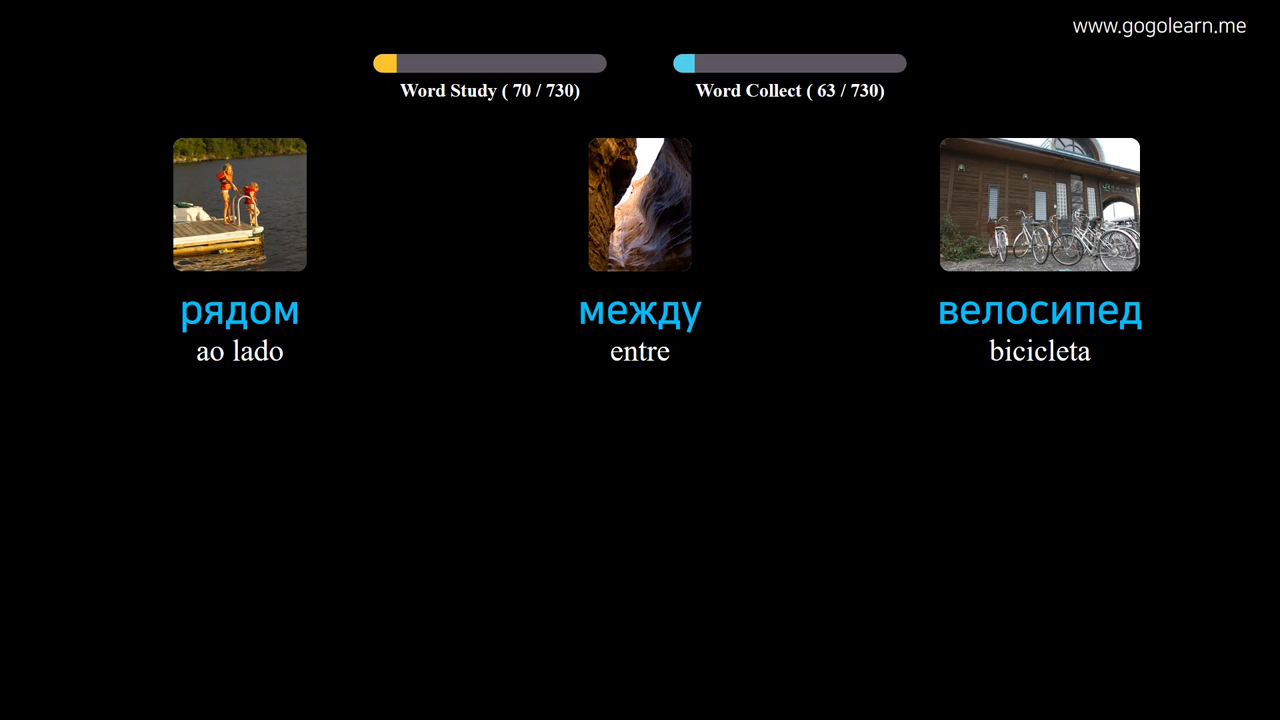 www.gogolearn.me
Word Study ( 70 / 730)
Word Collect ( 63 / 730)
рядом
ao lado
между
entre
велосипед
bicicleta